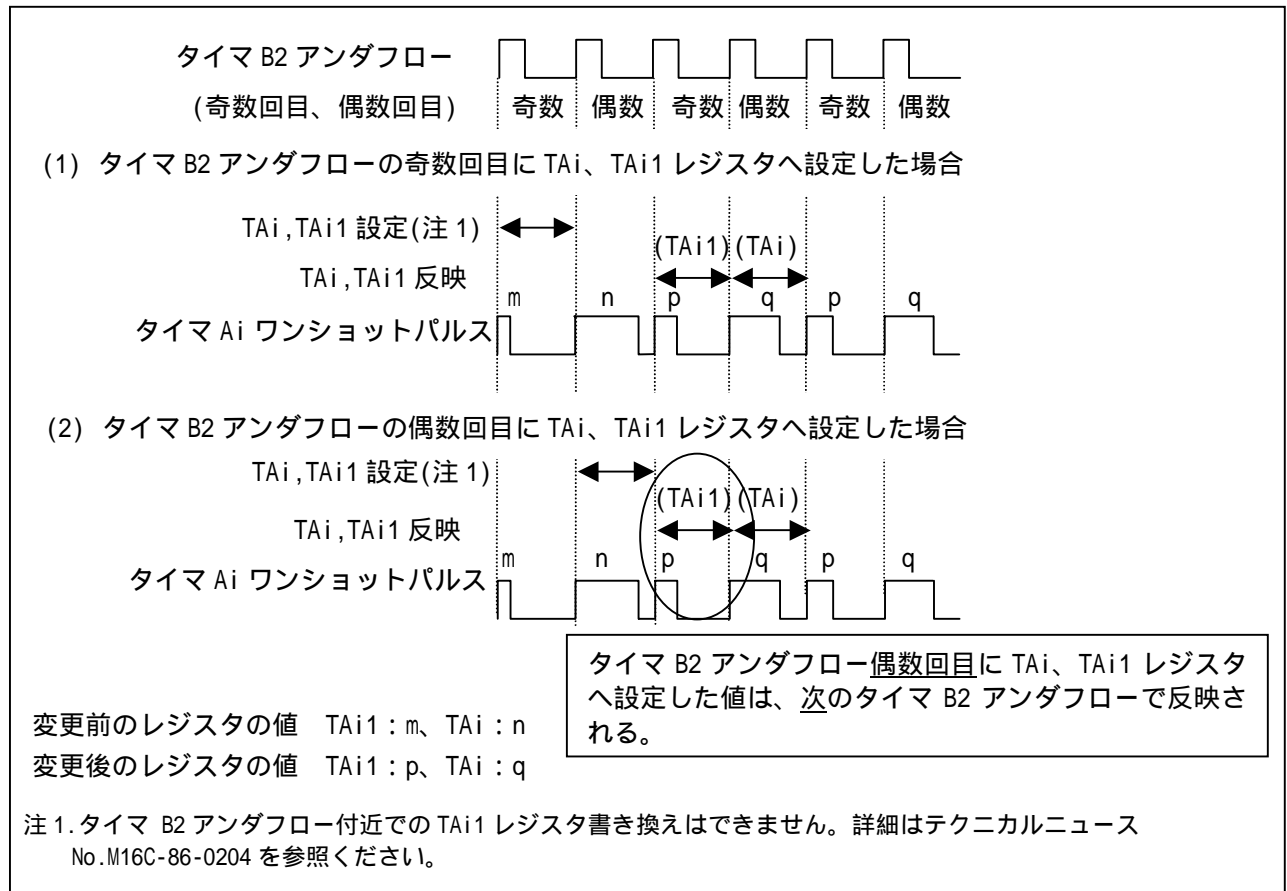 タイマ B2 アンダフロー
(奇数回目、偶数回目) 奇数 偶数 奇数 偶数 奇数 偶数
(1) タイマ B2 アンダフローの奇数回目に TAi、TAi1 レジスタへ設定した場合
TAi,TAi1 設定(注 1)
(TAi1) (TAi)
TAi,TAi1 反映
m n p q p q
タイマ Ai ワンショットパルス
(2) タイマ B2 アンダフローの偶数回目に TAi、TAi1 レジスタへ設定した場合
TAi,TAi1 設定(注 1)
(TAi1) (TAi)
TAi,TAi1 反映
m n p q p q
タイマ Ai ワンショットパルス
タイマ B2 アンダフロー偶数回目に TAi、TAi1 レジスタ
へ設定した値は、次のタイマ B2 アンダフローで反映さ
れる。
変更前のレジスタの値 TAi1：m、TAi：n
変更後のレジスタの値 TAi1：p、TAi：q
注 1.タイマ B2 アンダフロー付近での TAi1 レジスタ書き換えはできません。詳細はテクニカルニュース
No.M16C-86-0204 を参照ください。